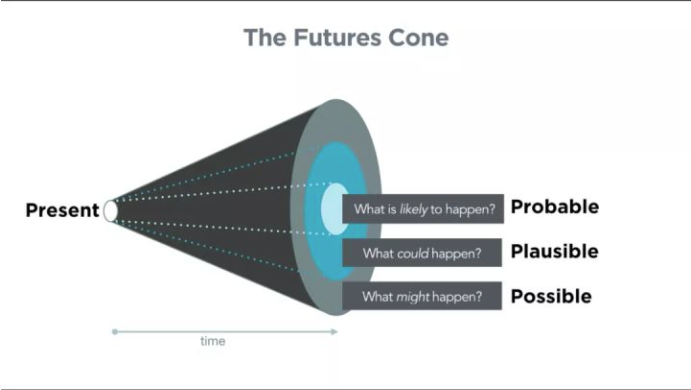 The Futures Cone
Present
What is likely to happen? Probable
What could happen? Plausible
What might happen? Possible
time